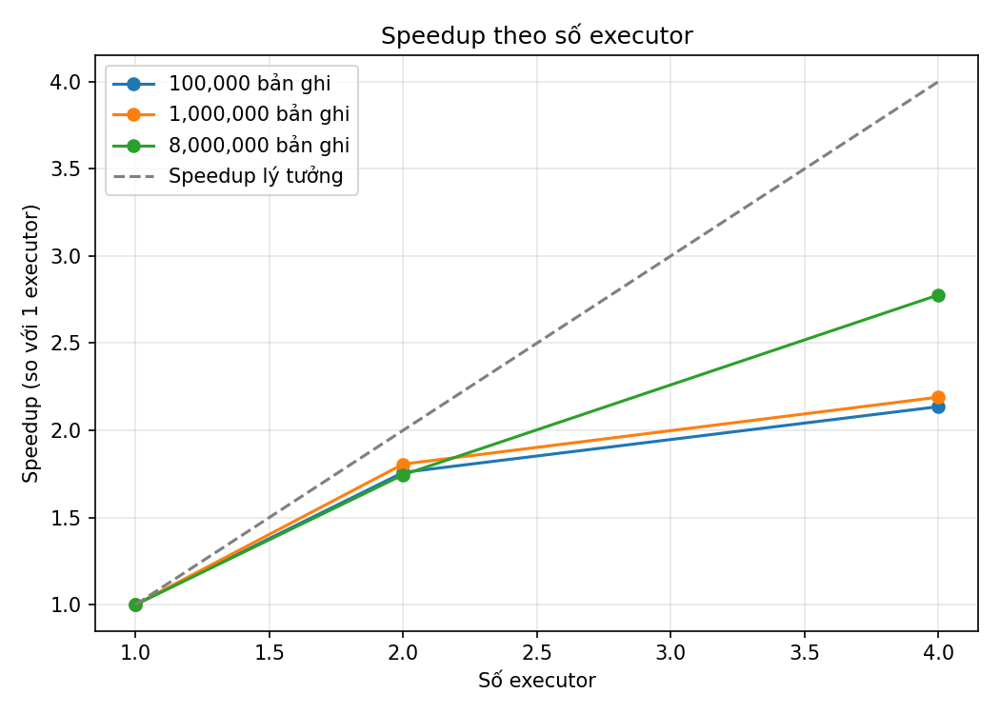 Speedup theo số executor
100,000 bản ghi
1,000,000 bản ghi
8,000,000 bản ghi
Speedup lý tưởng
Speedup (so với 1 executor)
4.0
3.5
3.0
2.5
2.0
1.5
1.0
1.0 1.5 2.0 2.5 3.0 3.5 4.0
Số executor